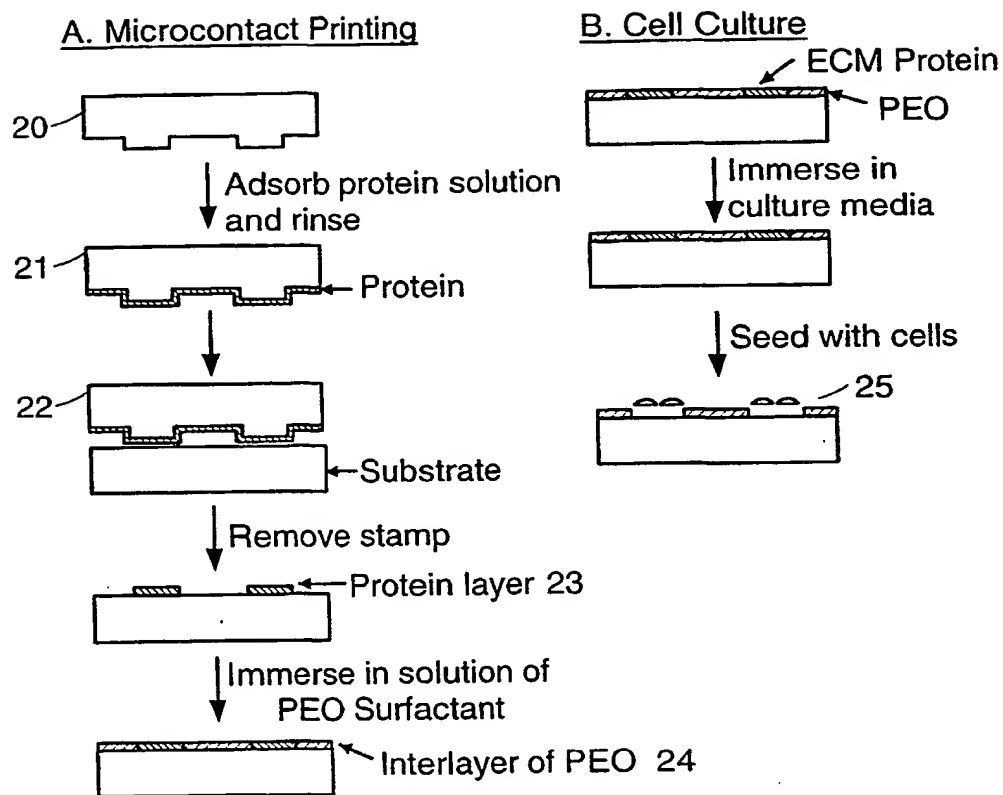 A. Microcontact Printing
20
Adsorb protein solution
and rinse
21
Protein
22
Substrate
Remove stamp
Protein layer 23
Immerse in solution of
PEO Surfactant
Interlayer of PEO 24
B. Cell Culture
ECM Protein
PEO
Immerse in
culture media
Seed with cells
25